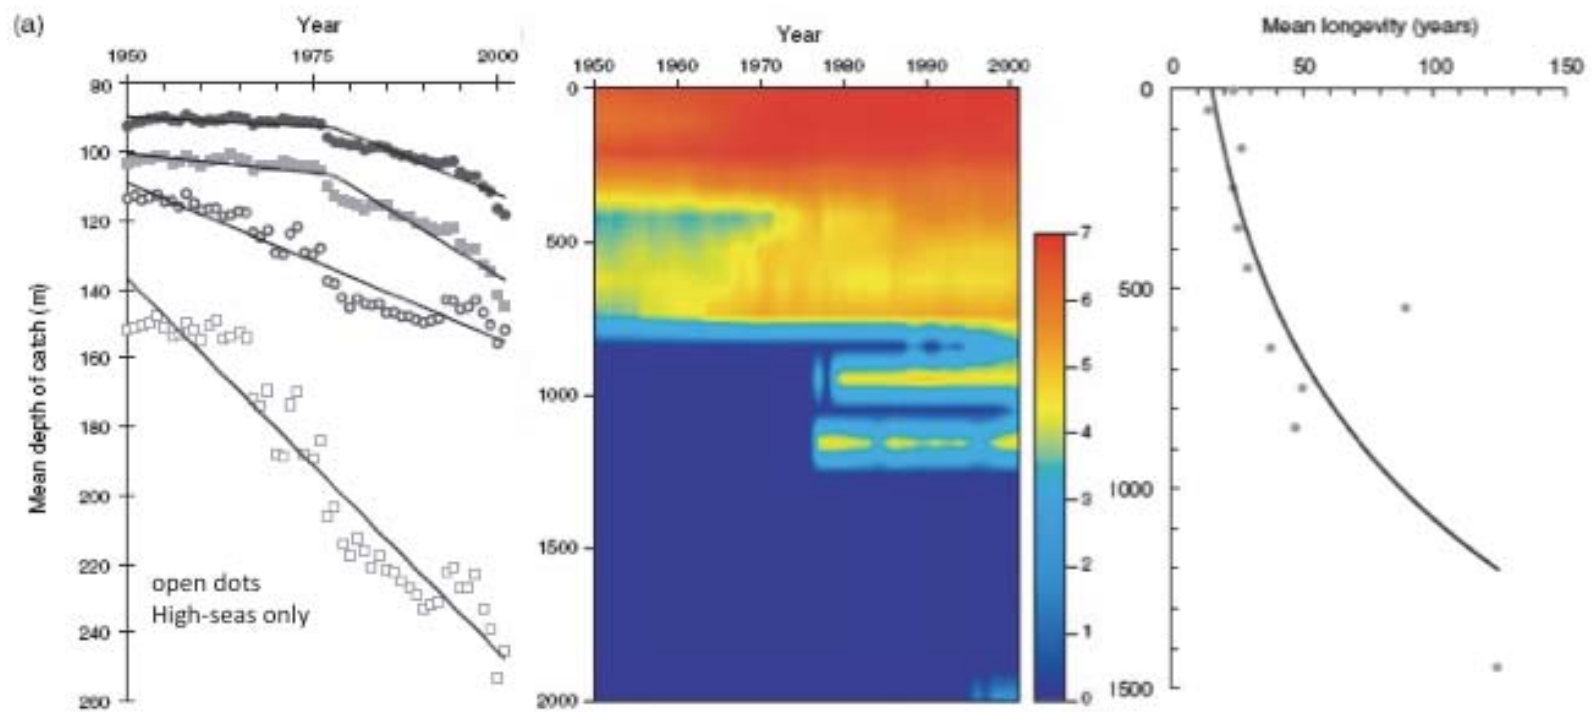 (a)
Year
1950 1975 2000
80
100
120
140
160
180
200
220
240
260
Mean depth of catch (m)
open dots
High-seas only
Year
1950 1960 1970 1980 1990 2000
0
500
1000
1500
2000
7
6
5
4
3
2
1
0
Mean longevity (years)
0 50 100 150
0
500
1000
1500